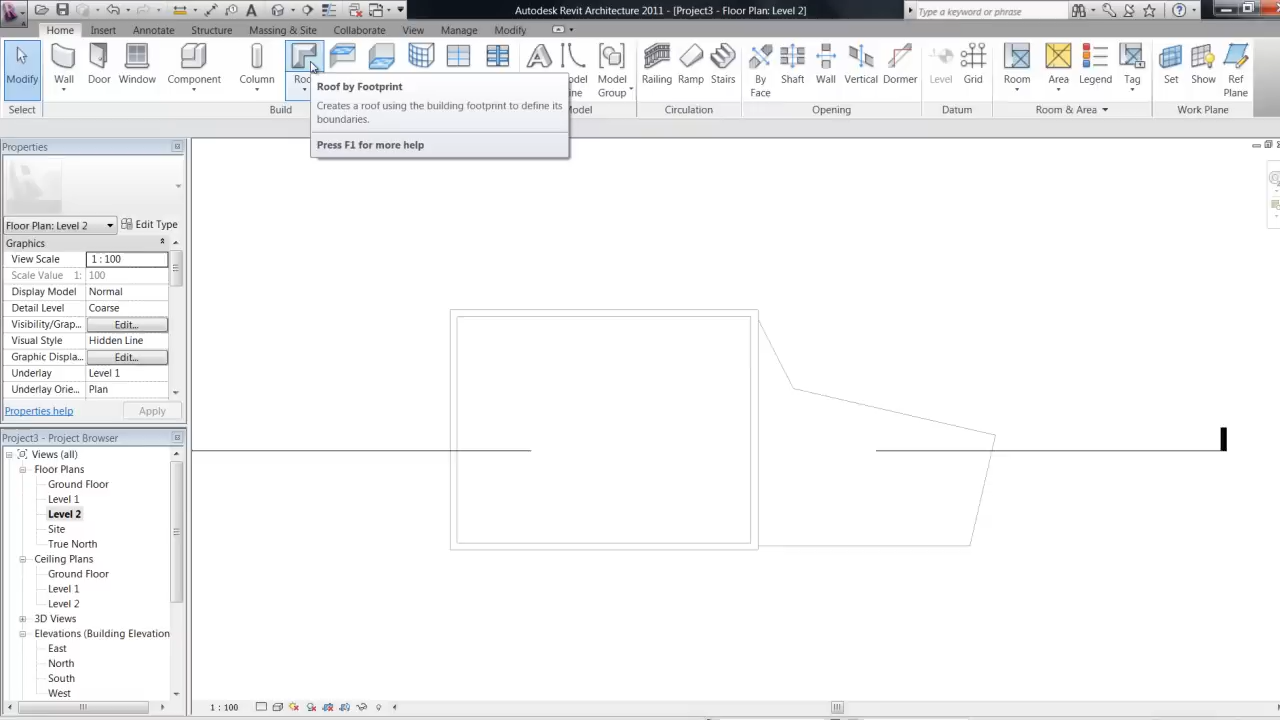 Autodesk Revit Architecture 2011 - [Project3 - Floor Plan: Level 2]
Type a keyword or phrase
Home Insert Annotate Structure Massing & Site Collaborate View Manage Modify
Modify Wall Door Window Component Column Roo
odel
ine
Model
Group
Railing Ramp Stairs
By
Face
Shaft Wall Vertical Dormer
Level Grid
Room Area Legend Tag
Set Show Ref
Plane
Select Build Model Circulation Opening Datum Room & Area Work Plane
Roof by Footprint
Creates a roof using the building footprint to define its
boundaries.
Press F1 for more help
Properties
Floor Plan: Level 2 Edit Type
Graphics
View Scale 1 : 100
Scale Value 1: 100
Display Model Normal
Detail Level Coarse
Visibility/Grap... Edit...
Visual Style Hidden Line
Graphic Displa... Edit...
Underlay Level 1
Underlay Orie... Plan
Properties help Apply
Project3 - Project Browser
Views (all)
Floor Plans
Ground Floor
Level 1
Level 2
Site
True North
Ceiling Plans
Ground Floor
Level 1
Level 2
3D Views
Elevations (Building Elevation
East
North
South
West
1 : 100